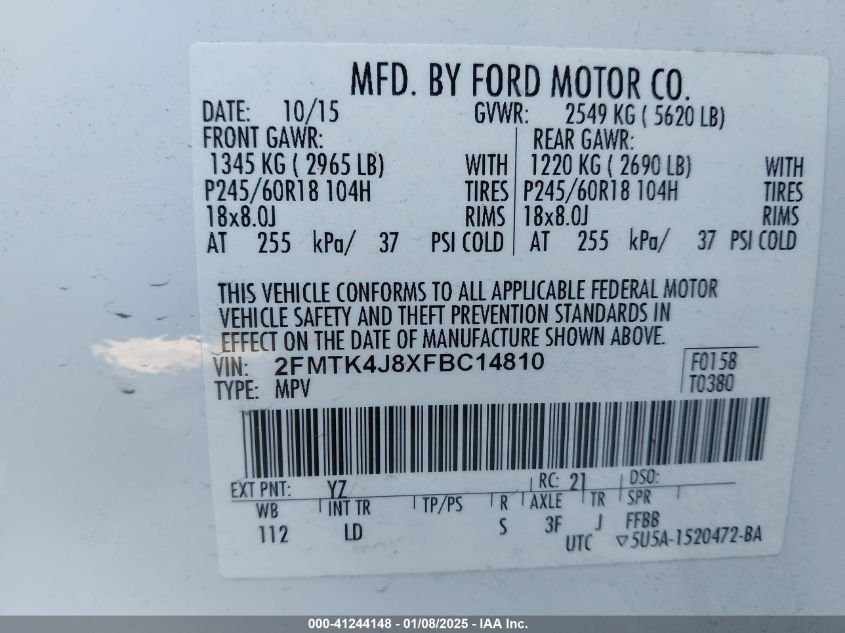 MFD. BY FORD MOTOR CO.
DATE: 10/15 GVWR: 2549 KG ( 5620 LB)
FRONT GAWR: REAR GAWR:
1345 KG ( 2965 LB) WITH 1220 KG ( 2690 LB) WITH
P245/60R18 104H TIRES P245/60R18 104H TIRES
18x8.0J RIMS 18x8.0J RIMS
AT 255 kPa/ 37 PSI COLD AT 255 kPa/ 37 PSI COLD
THIS VEHICLE CONFORMS TO ALL APPLICABLE FEDERAL MOTOR
VEHICLE SAFETY AND THEFT PREVENTION STANDARDS IN
EFFECT ON THE DATE OF MANUFACTURE SHOWN ABOVE.
VIN: 2FMTK4J8XFBC14810 F0158
TYPE: MPV T0380
EXT PNT: YZ RC: 21 DSO:
WB INT TR TP/PS R AXLE TR SPR
112 LD S 3F J FFBB
UTC ▽5U5A-1520472-BA
000-41244148 - 01/08/2025 - IAA Inc.